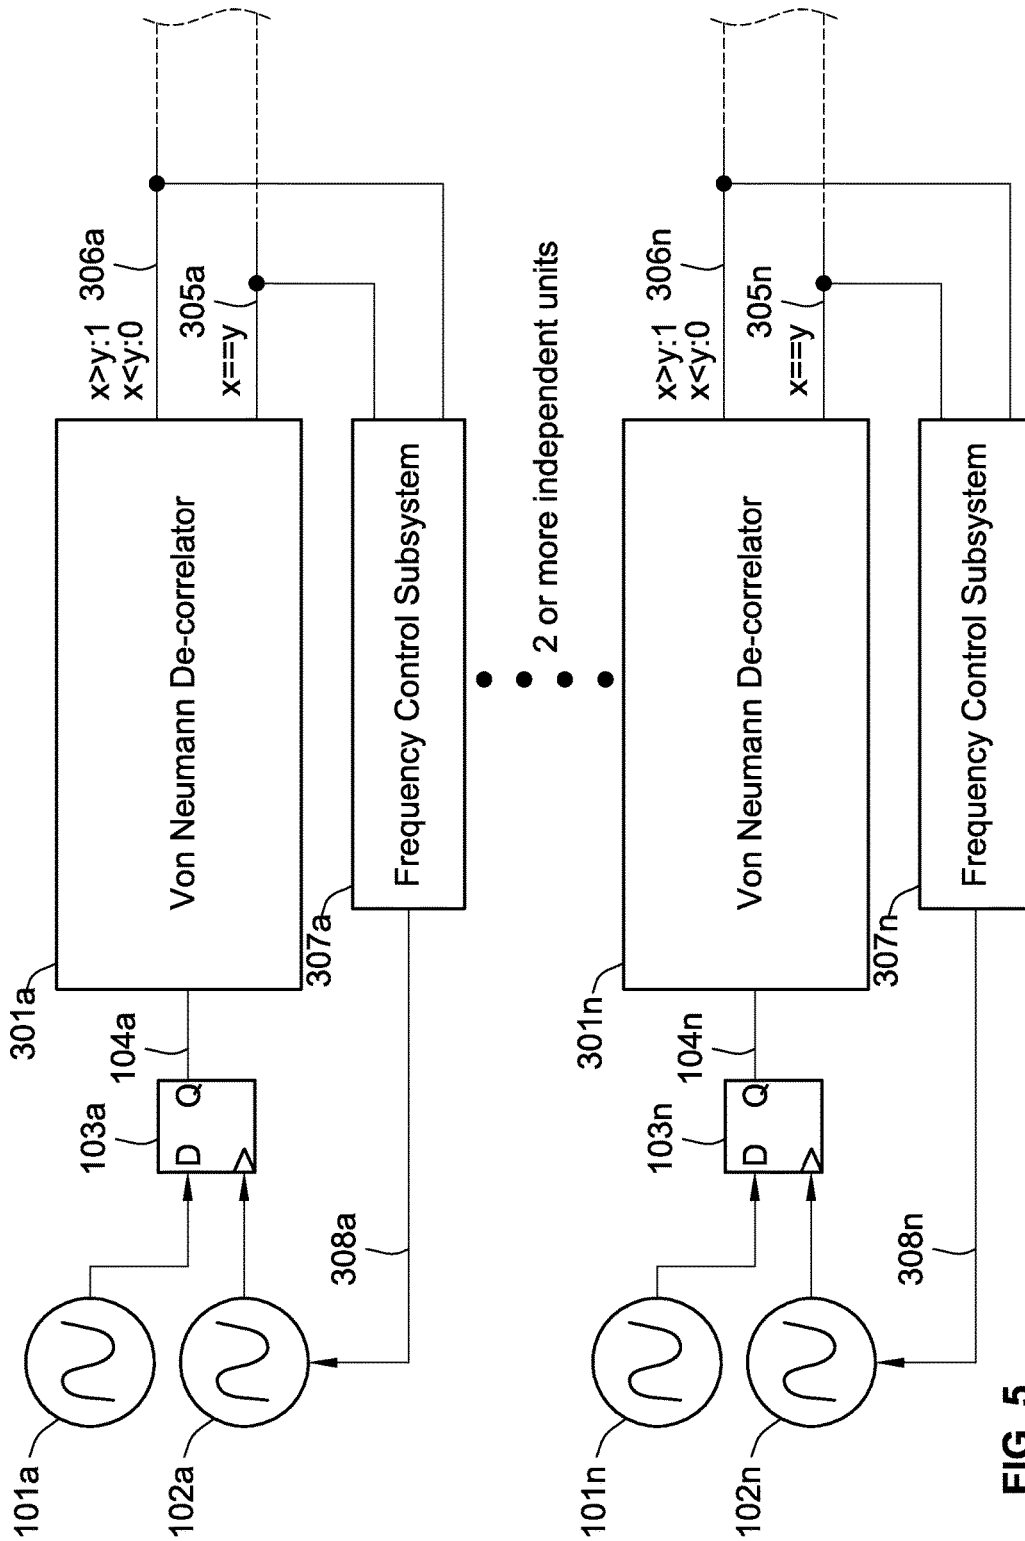 101a
102a
103a
D Q
104a
301a
Von Neumann De-correlator
x>y:1
x<y:0
306a
x==y
305a
307a
Frequency Control Subsystem
308a
2 or more independent units
101n
102n
103n
D Q
104n
301n
Von Neumann De-correlator
x>y:1
x<y:0
306n
x==y
305n
307n
Frequency Control Subsystem
308n
FIG. 5